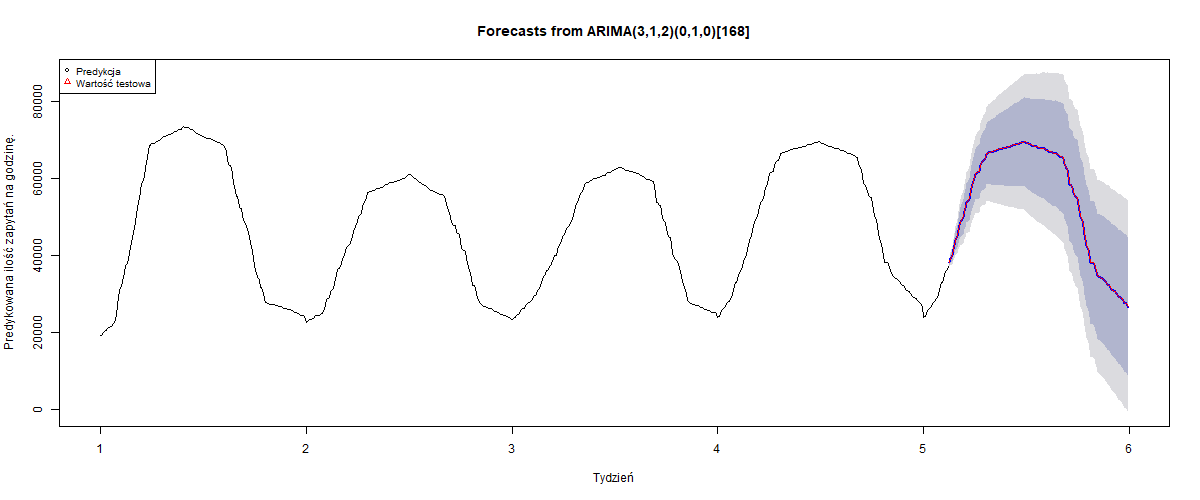 Forecasts from ARIMA(3,1,2)(0,1,0)[168]
Predykcja
Wartość testowa
Predykowana ilość zapytań na godzinę.
80000
60000
40000
20000
0
1 2 3 4 5 6
Tydzień